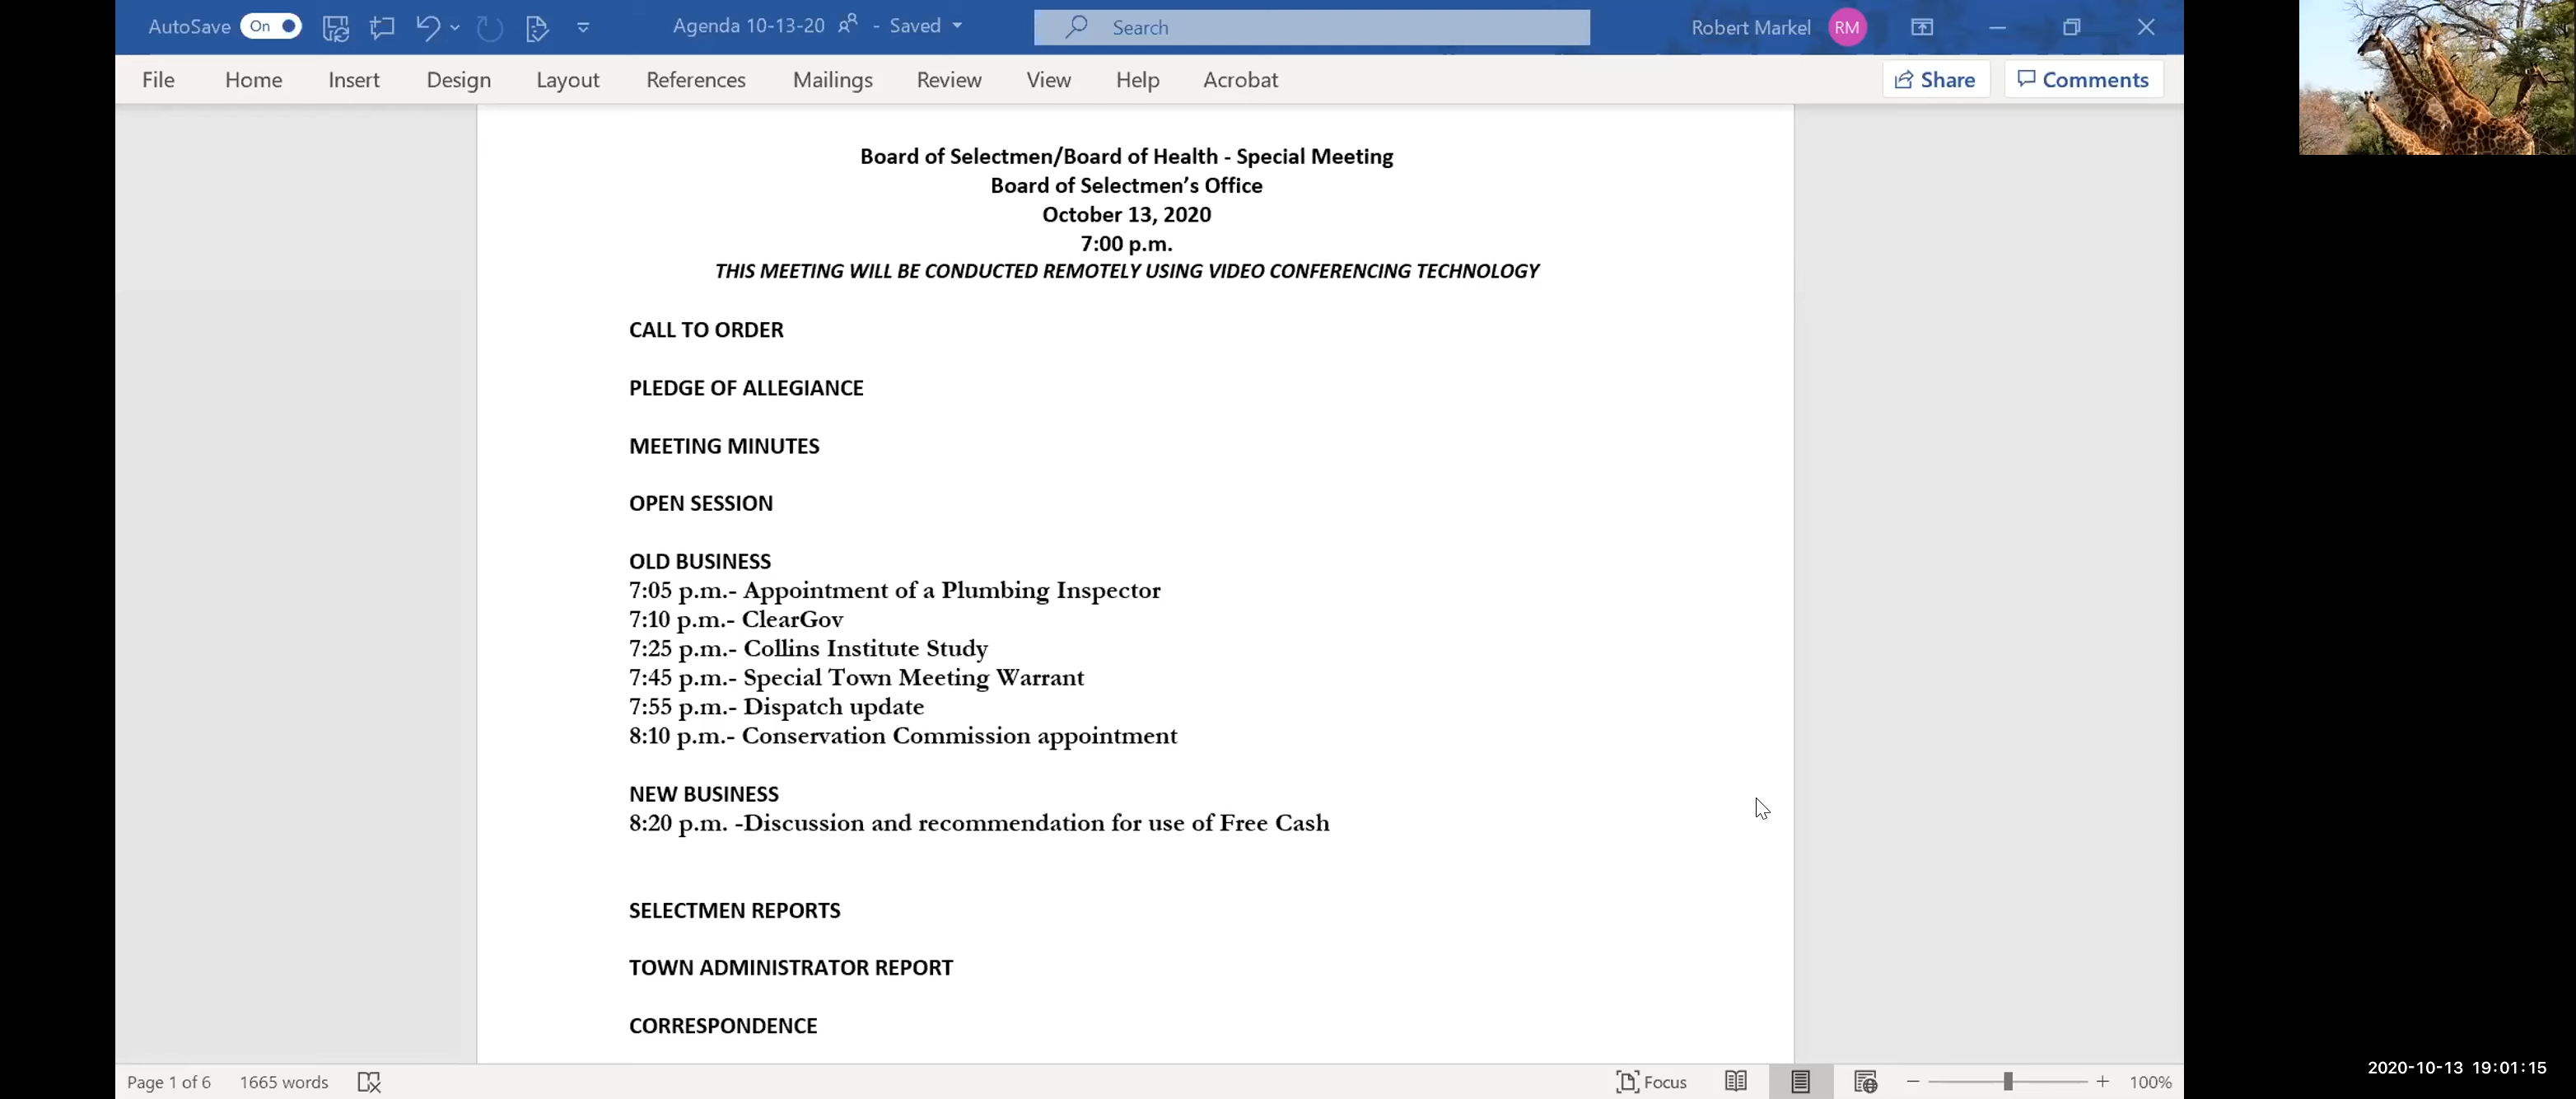 AutoSave On Agenda 10-13-20 - Saved Search Robert Markel RM
File Home Insert Design Layout References Mailings Review View Help Acrobat Share Comments
Board of Selectmen/Board of Health - Special Meeting
Board of Selectmen’s Office
October 13, 2020
7:00 p.m.
THIS MEETING WILL BE CONDUCTED REMOTELY USING VIDEO CONFERENCING TECHNOLOGY
CALL TO ORDER
PLEDGE OF ALLEGIANCE
MEETING MINUTES
OPEN SESSION
OLD BUSINESS
7:05 p.m.- Appointment of a Plumbing Inspector
7:10 p.m.- ClearGov
7:25 p.m.- Collins Institute Study
7:45 p.m.- Special Town Meeting Warrant
7:55 p.m.- Dispatch update
8:10 p.m.- Conservation Commission appointment
NEW BUSINESS
8:20 p.m. -Discussion and recommendation for use of Free Cash
SELECTMEN REPORTS
TOWN ADMINISTRATOR REPORT
CORRESPONDENCE
Page 1 of 6 1665 words Focus 100%
2020-10-13 19:01:15